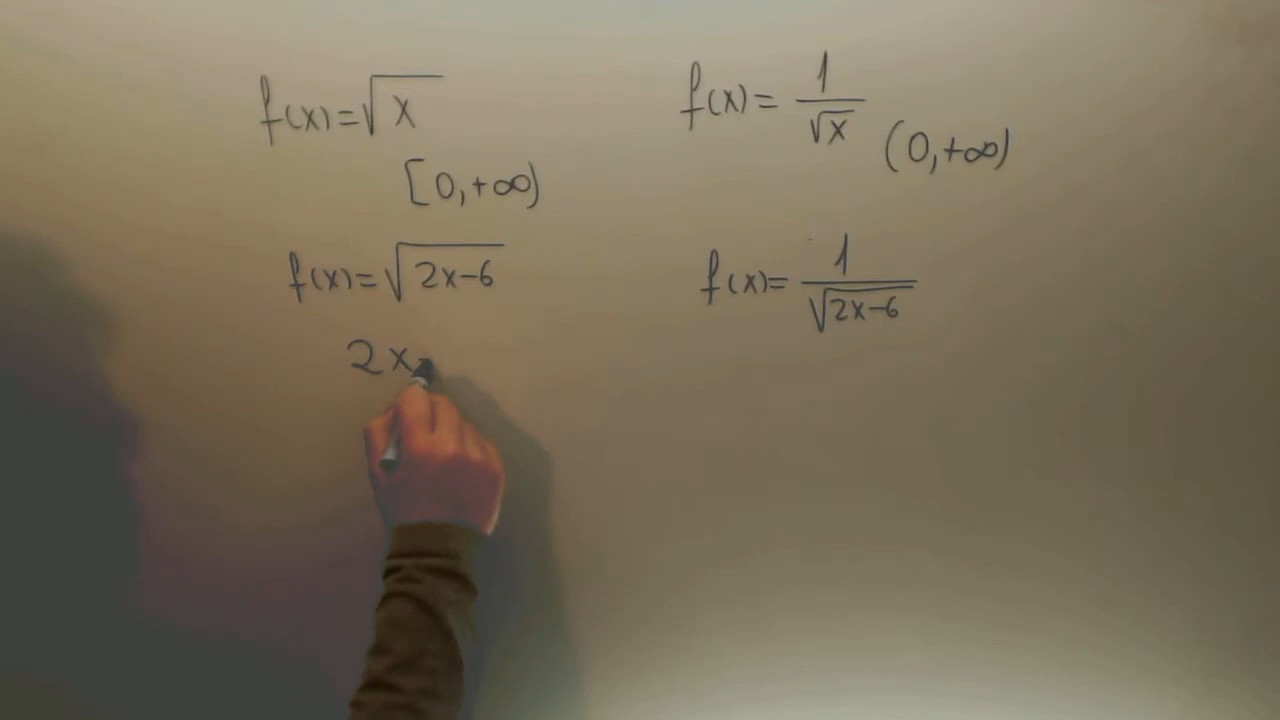 f(x)=√x
[0,+∞)
f(x)=√2x-6
2x-
f(x)=1/√x
(0,+∞)
f(x)=1/√2x-6